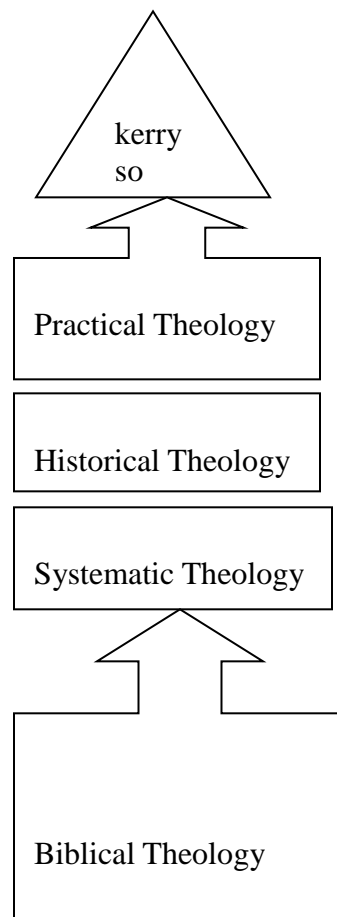 kerry
so
Practical Theology
Historical Theology
Systematic Theology
Biblical Theology